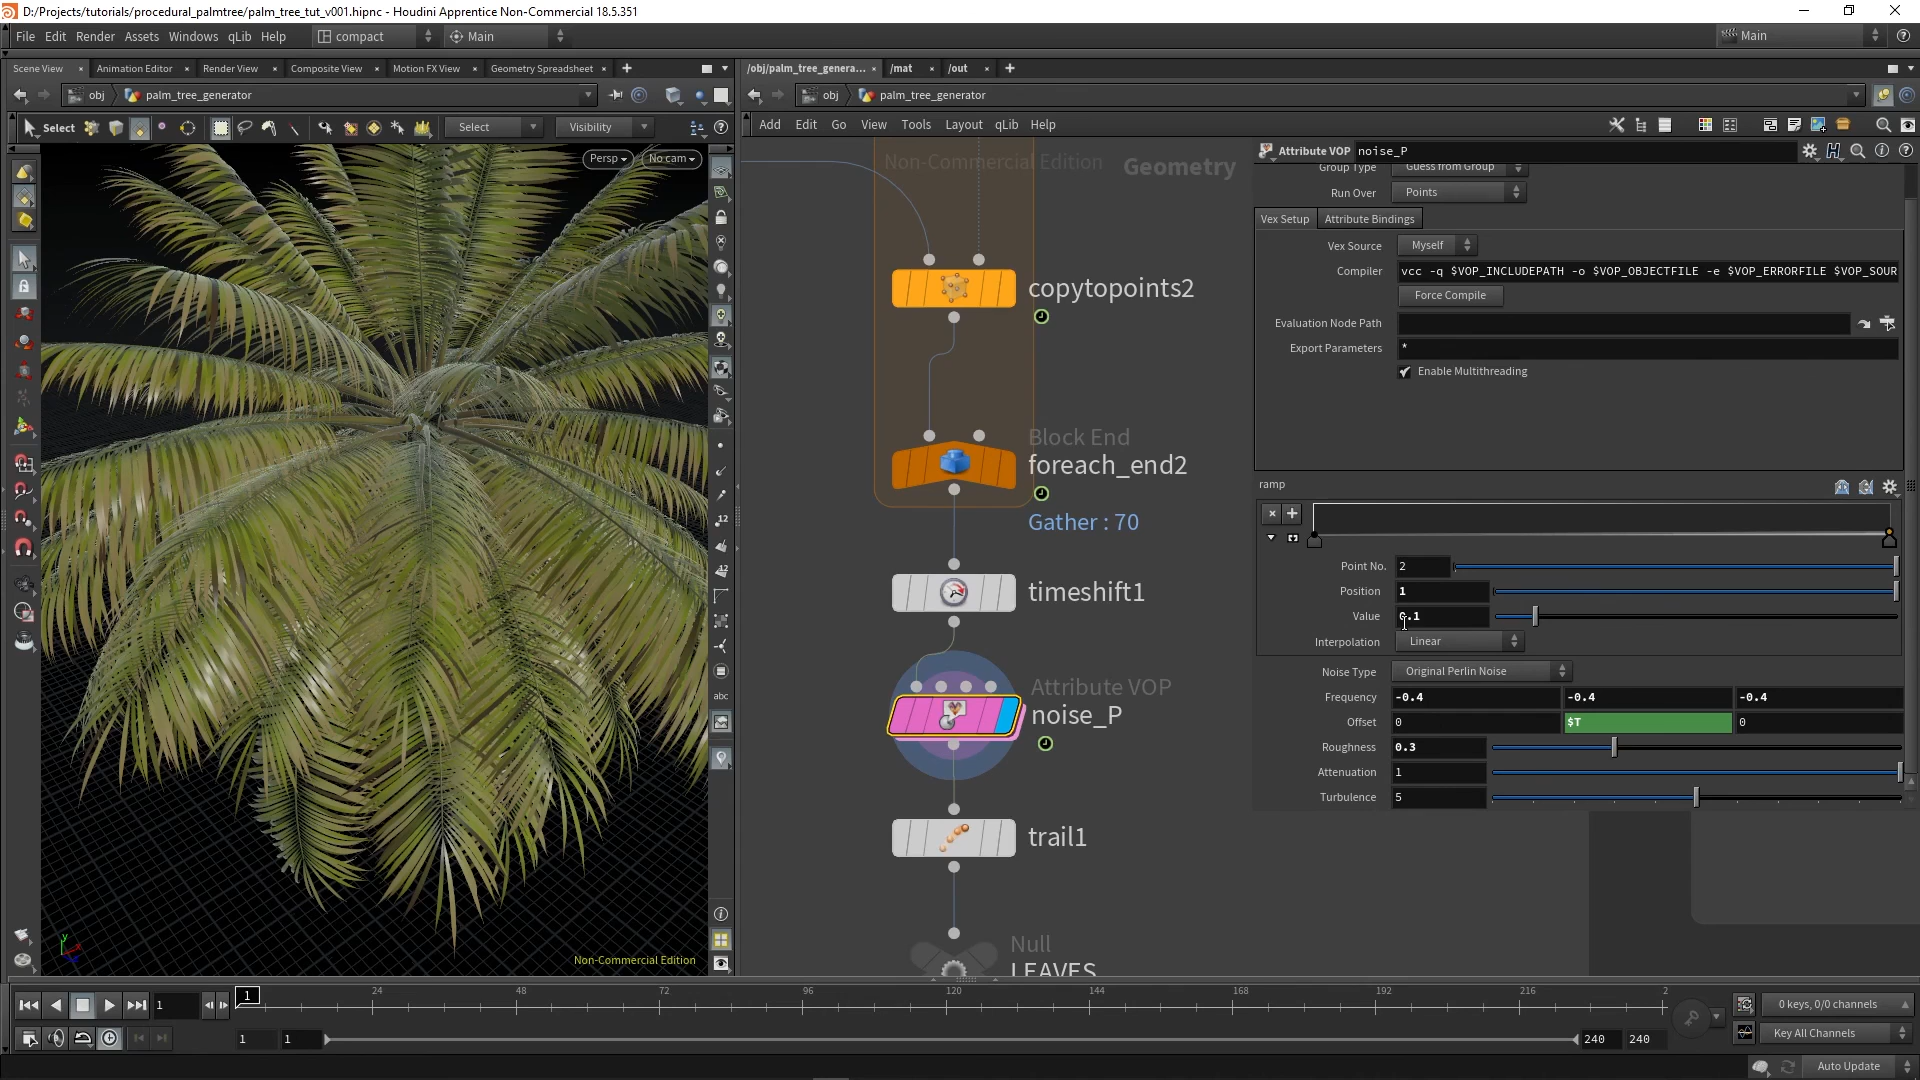 D:/Projects/tutorials/procedural_palmtree/palm_tree_tut_v001.hipnc - Houdini Apprentice Non-Commercial 18.5.351
File Edit Render Assets Windows qLib Help compact Main Main
Scene View Animation Editor Render View Composite View Motion FX View Geometry Spreadsheet
/obj/palm_tree_genera... /mat /out
obj palm_tree_generator
obj palm_tree_generator
Select Select Visibility
Add Edit Go View Tools Layout qLib Help
Persp No cam
Non-Commercial Edition
Geometry
copytopoints2
Block End
foreach_end2
Gather : 70
timeshift1
Attribute VOP
noise_P
trail1
Null
LEAVES
Attribute VOP noise_P
Group Type Guess from Group
Run Over Points
Vex Setup Attribute Bindings
Vex Source Myself
Compiler vcc -q $VOP_INCLUDEPATH -o $VOP_OBJECTFILE -e $VOP_ERRORFILE $VOP_SOUR
Force Compile
Evaluation Node Path
Export Parameters *
Enable Multithreading
ramp
Point No. 2
Position 1
Value 0.1
Interpolation Linear
Noise Type Original Perlin Noise
Frequency -0.4 -0.4 -0.4
Offset 0 $T 0
Roughness 0.3
Attenuation 1
Turbulence 5
12
12
abc
y
Non-Commercial Edition
1 1 24 48 72 96 120 144 168 192 216 2
0 keys, 0/0 channels
1 1 240 240
Key All Channels
Auto Update